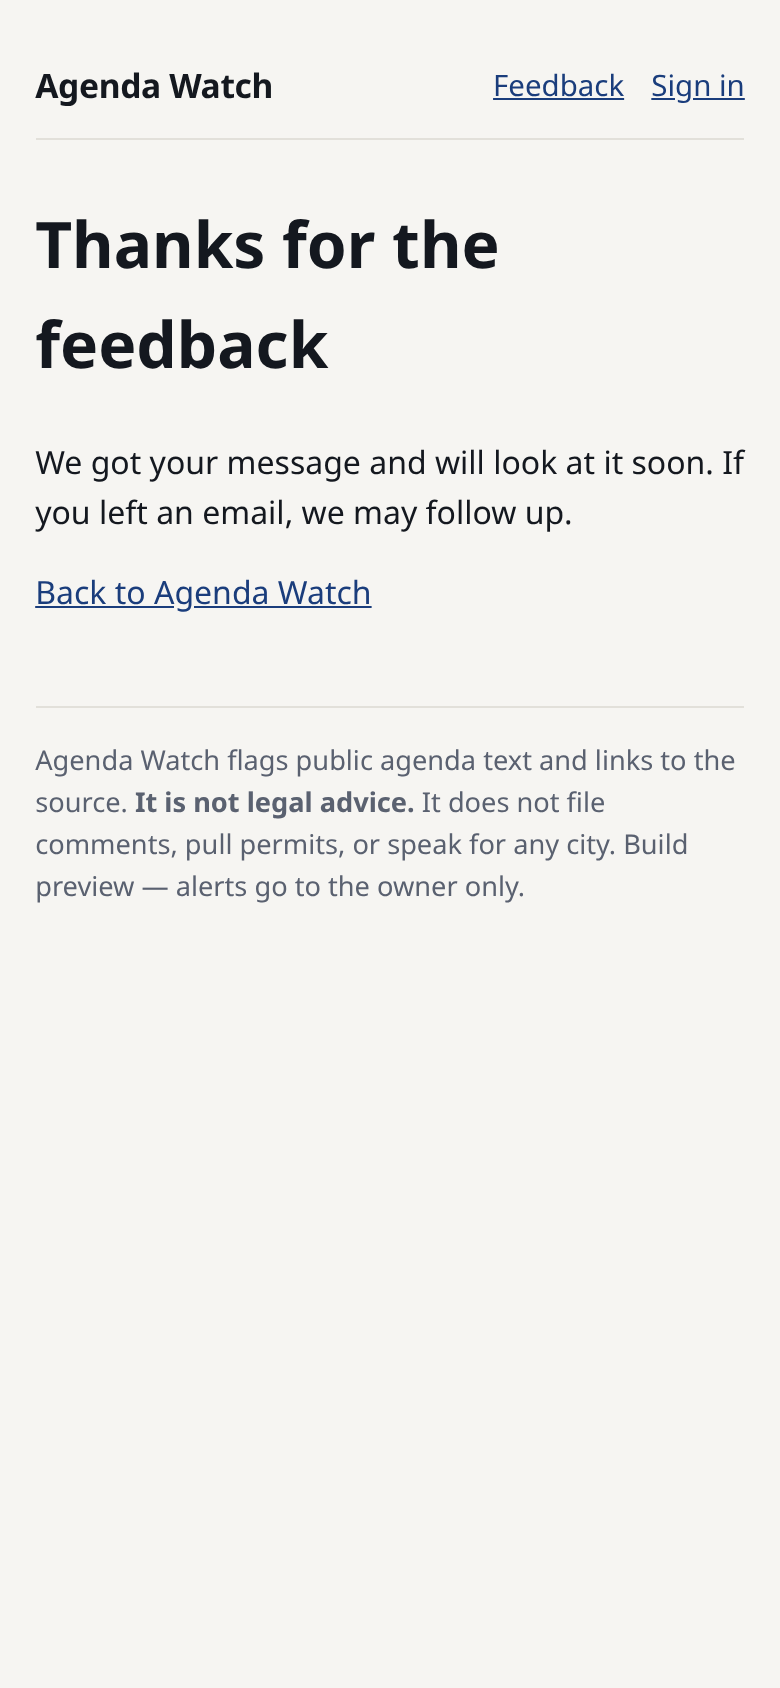 Agenda Watch Feedback Sign in
Thanks for the
feedback
We got your message and will look at it soon. If
you left an email, we may follow up.
Back to Agenda Watch
Agenda Watch flags public agenda text and links to the
source. It is not legal advice. It does not file
comments, pull permits, or speak for any city. Build
preview — alerts go to the owner only.